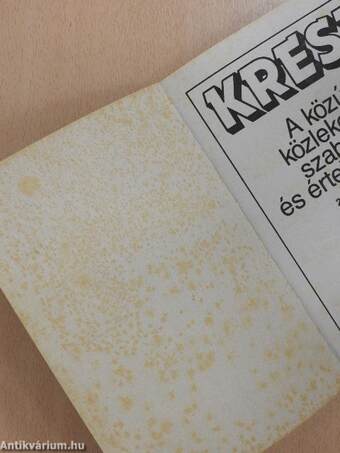 KRES
A közú
közleke
szab
és érte
Antikvárium.hu